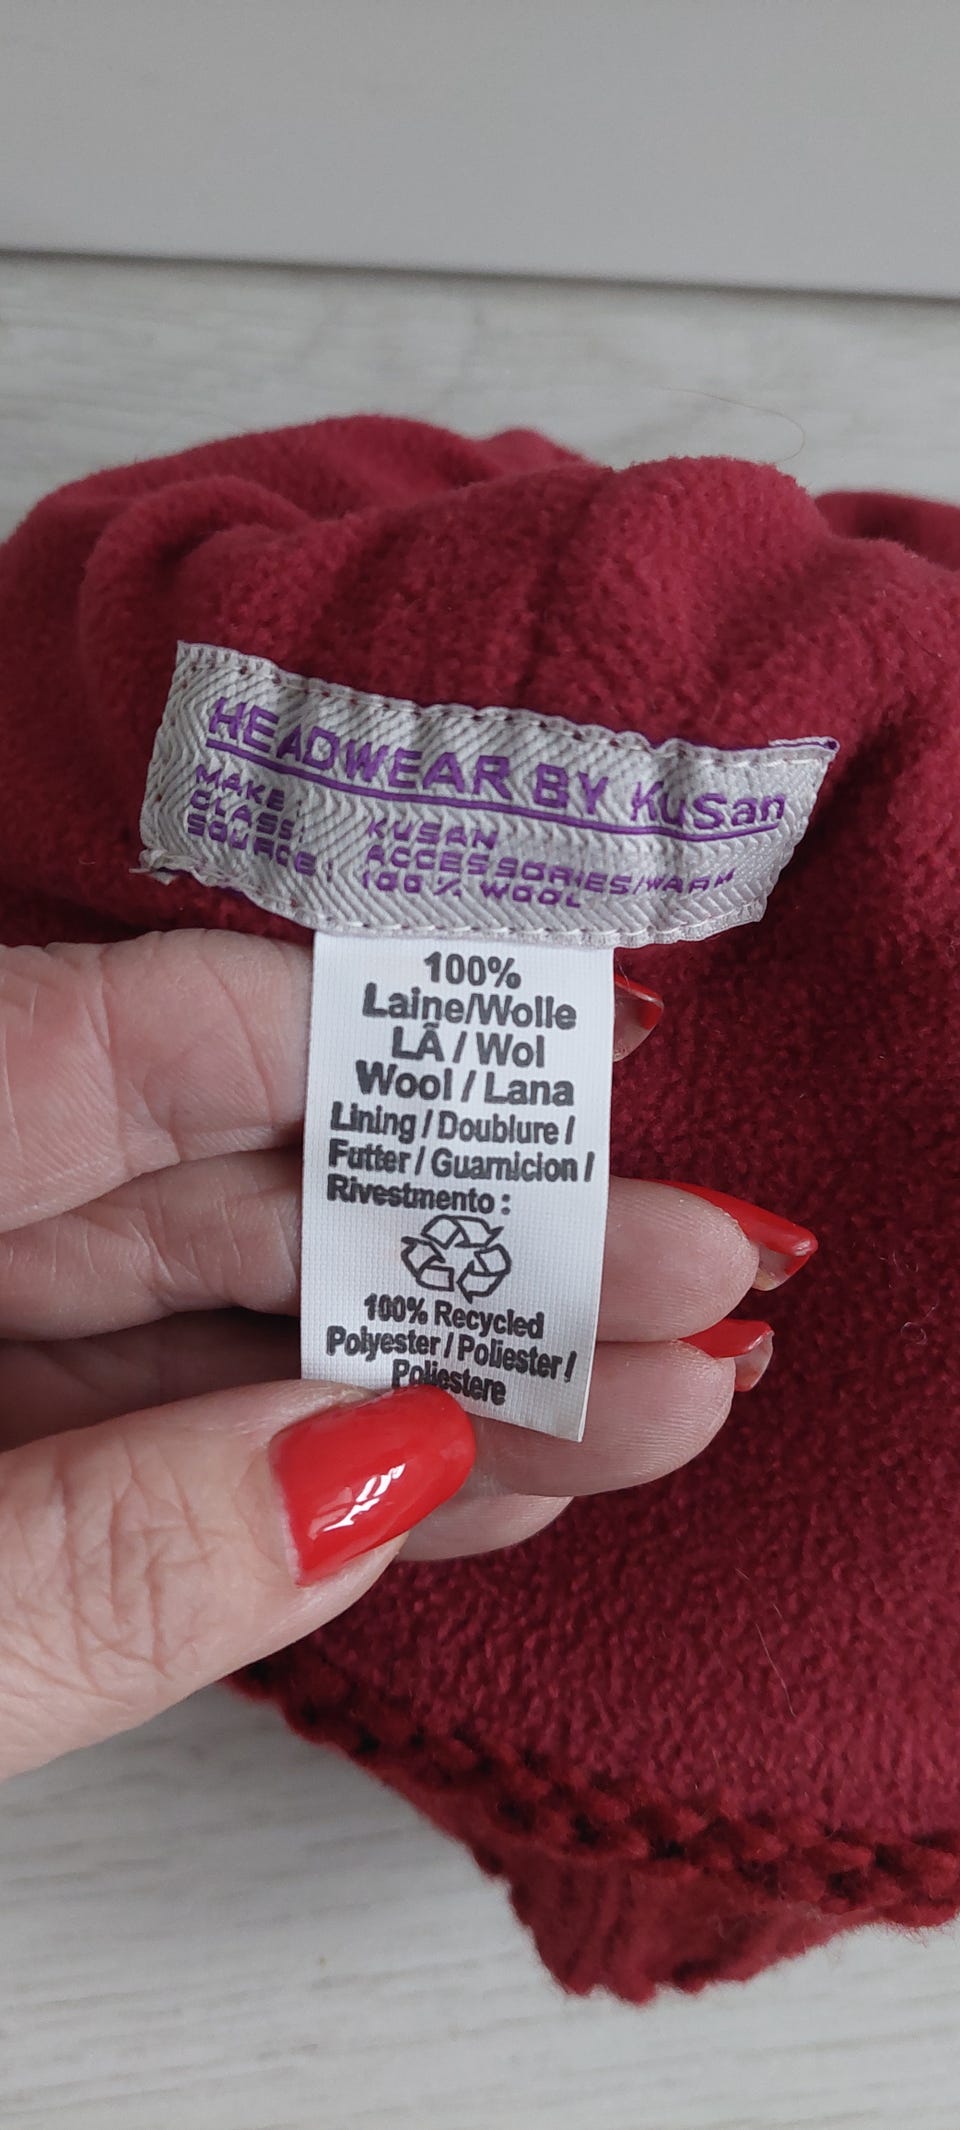 HEADWEAR BY KuSan
MAKE: KUSAN
CLASS: ACCESSORIES/WARM
SOURCE: 100% WOOL
100%
Laine/Wolle
LÃ / Wol
Wool / Lana
Lining / Doublure /
Futter / Guarnicion /
Rivestmento :
100% Recycled
Polyester / Poliester /
Poliestere